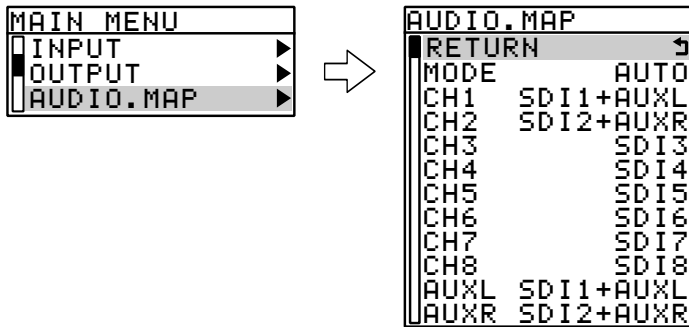 MAIN MENU
INPUT
OUTPUT
AUDIO.MAP
AUDIO.MAP
RETURN
MODE AUTO
CH1 SDI1+AUXL
CH2 SDI2+AUXR
CH3 SDI3
CH4 SDI4
CH5 SDI5
CH6 SDI6
CH7 SDI7
CH8 SDI8
AUXL SDI1+AUXL
AUXR SDI2+AUXR